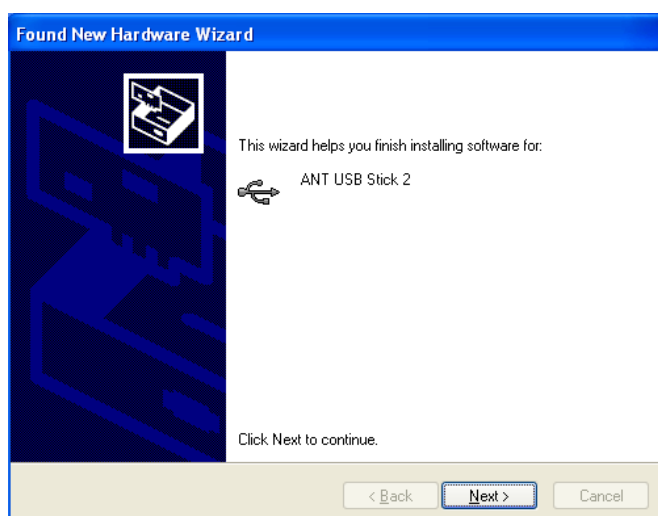 Found New Hardware Wizard
This wizard helps you finish installing software for:
ANT USB Stick 2
Click Next to continue.
< Back Next > Cancel